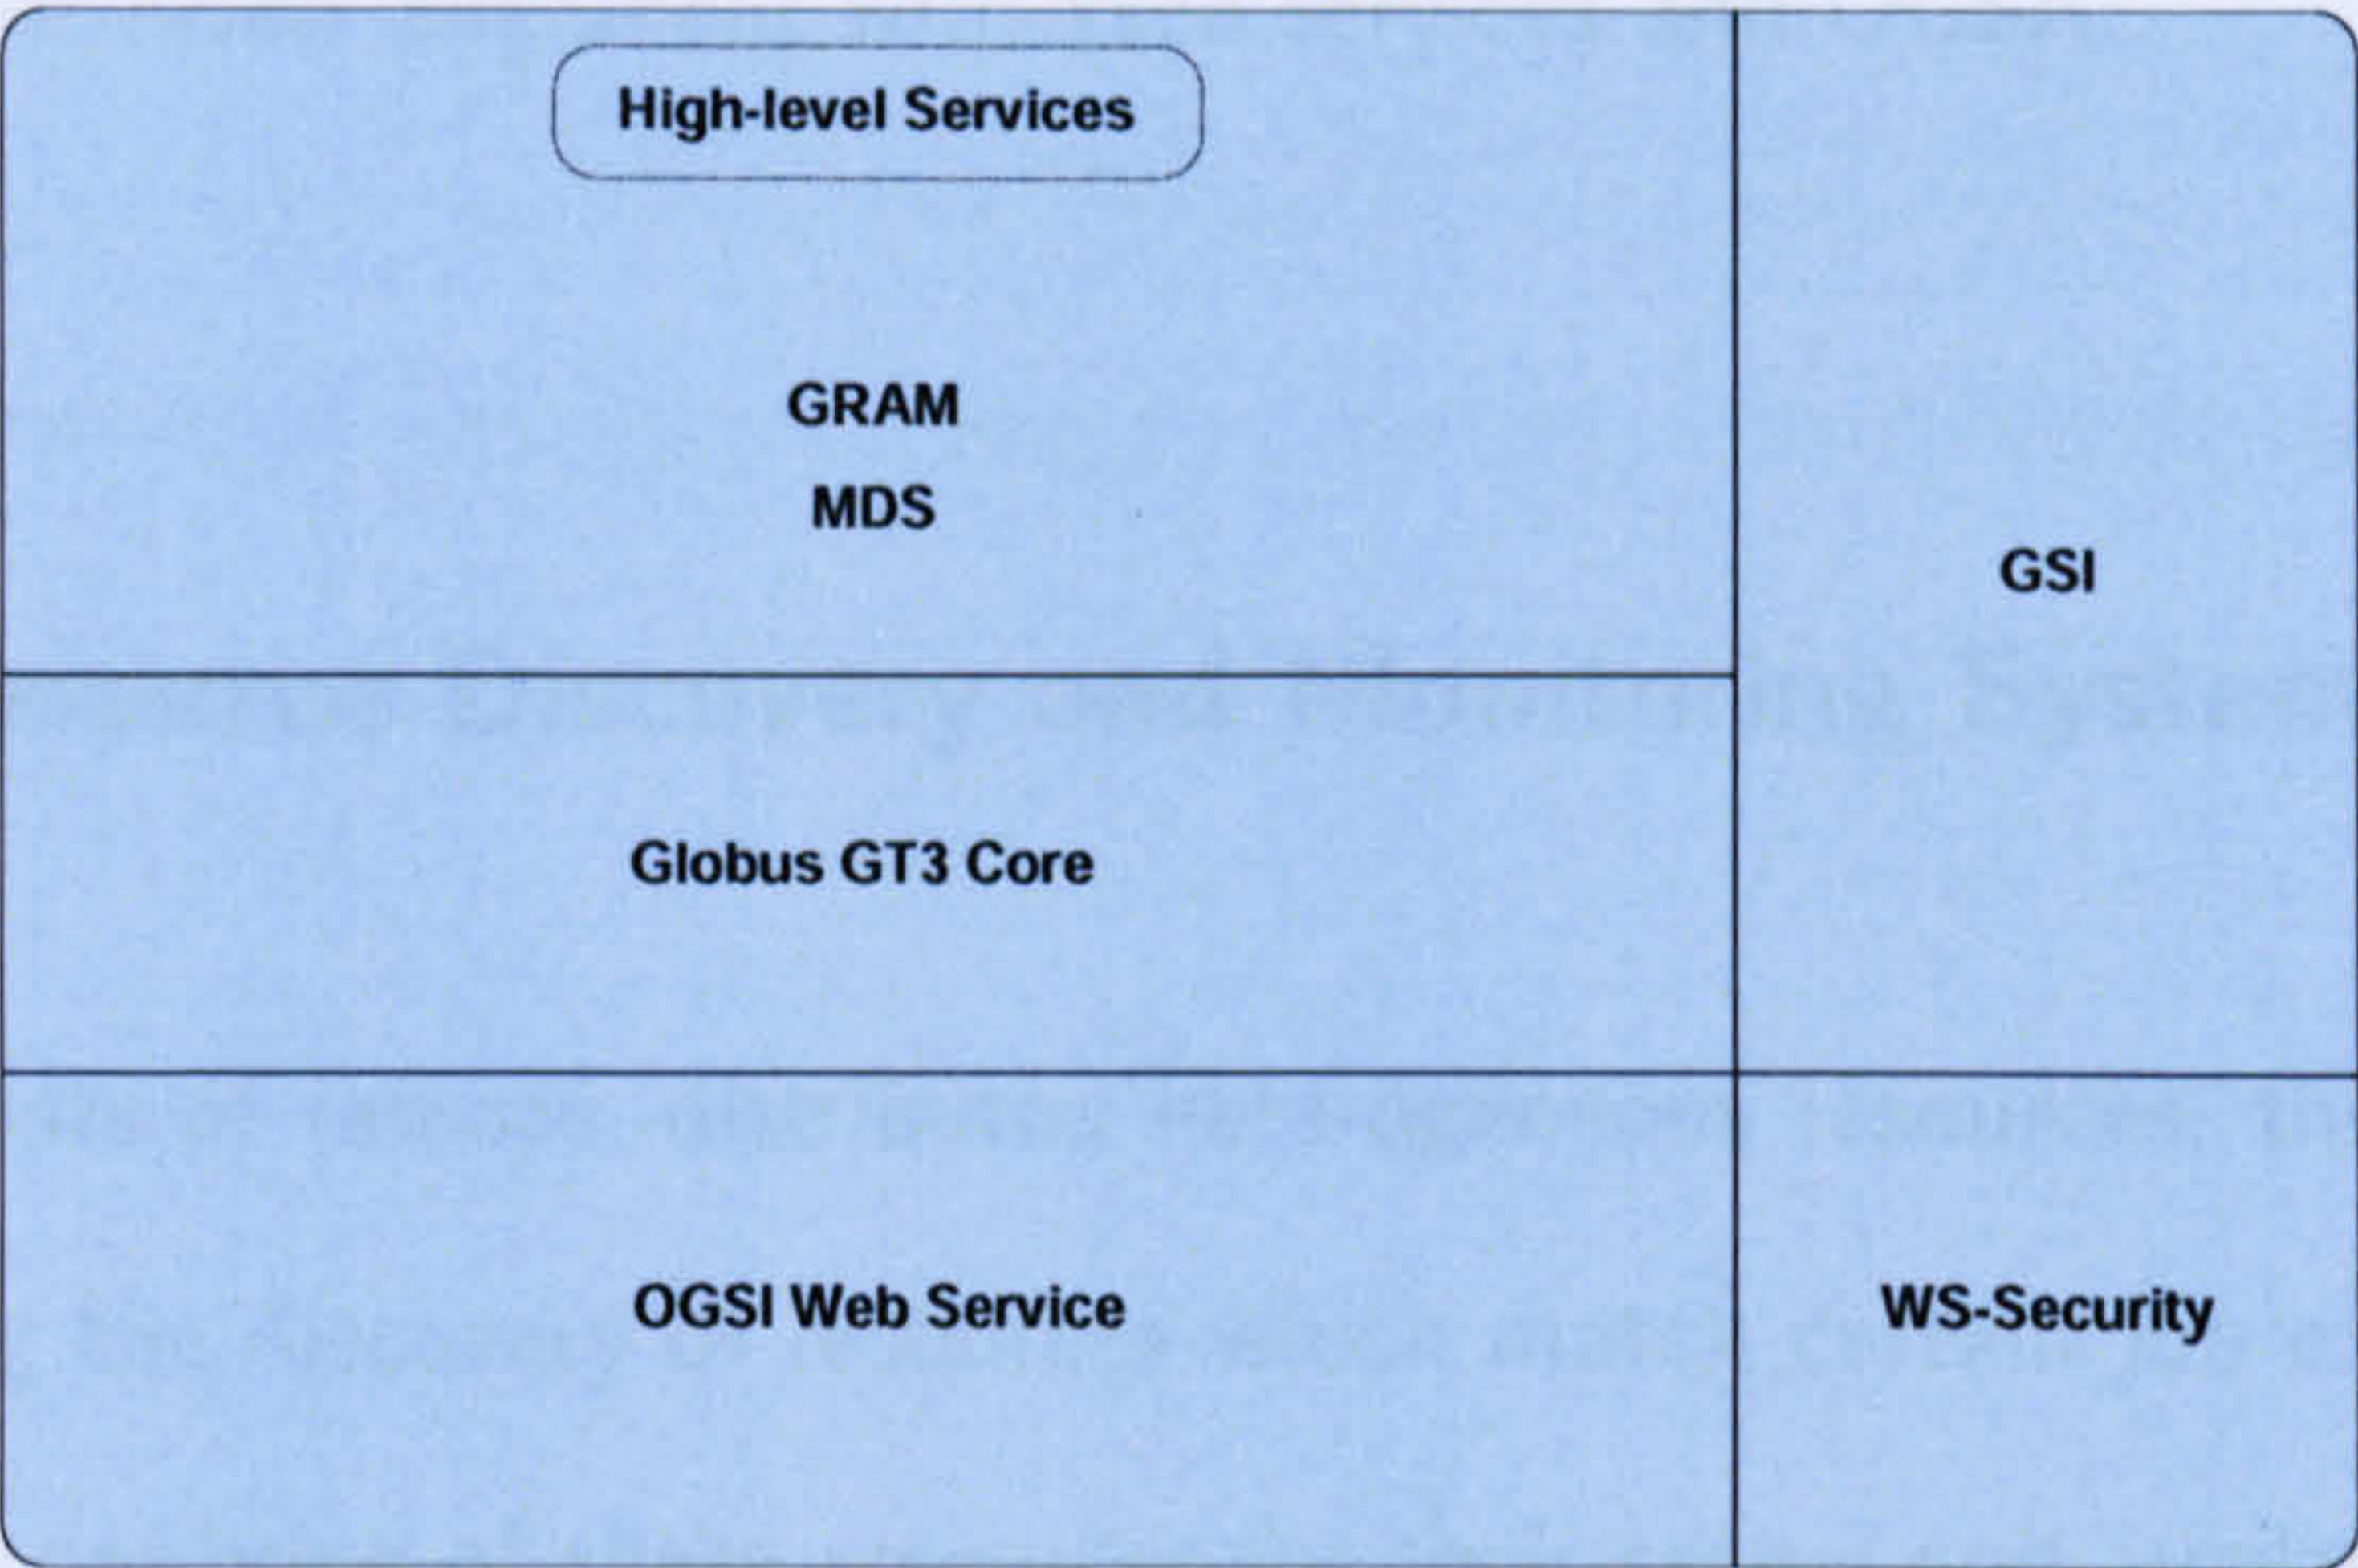 High-level Services
GRAM
MDS
GSI
Globus GT3 Core
OGSI Web Service
WS-Security